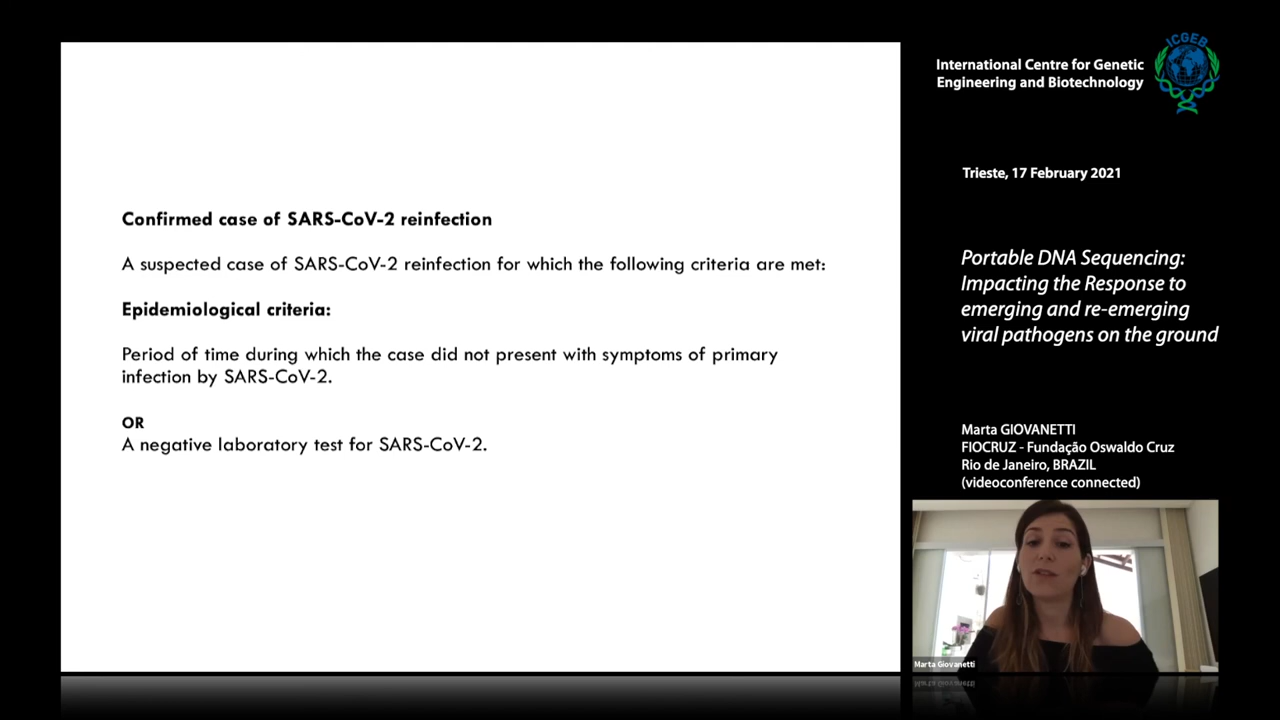 Confirmed case of SARS-CoV-2 reinfection
A suspected case of SARS-CoV-2 reinfection for which the following criteria are met:
Epidemiological criteria:
Period of time during which the case did not present with symptoms of primary
infection by SARS-CoV-2.
OR
A negative laboratory test for SARS-CoV-2.
International Centre for Genetic
Engineering and Biotechnology
ICGEB
Trieste, 17 February 2021
Portable DNA Sequencing:
Impacting the Response to
emerging and re-emerging
viral pathogens on the ground
Marta GIOVANETTI
FIOCRUZ - Fundação Oswaldo Cruz
Rio de Janeiro, BRAZIL
(videoconference connected)
Marta Giovanetti